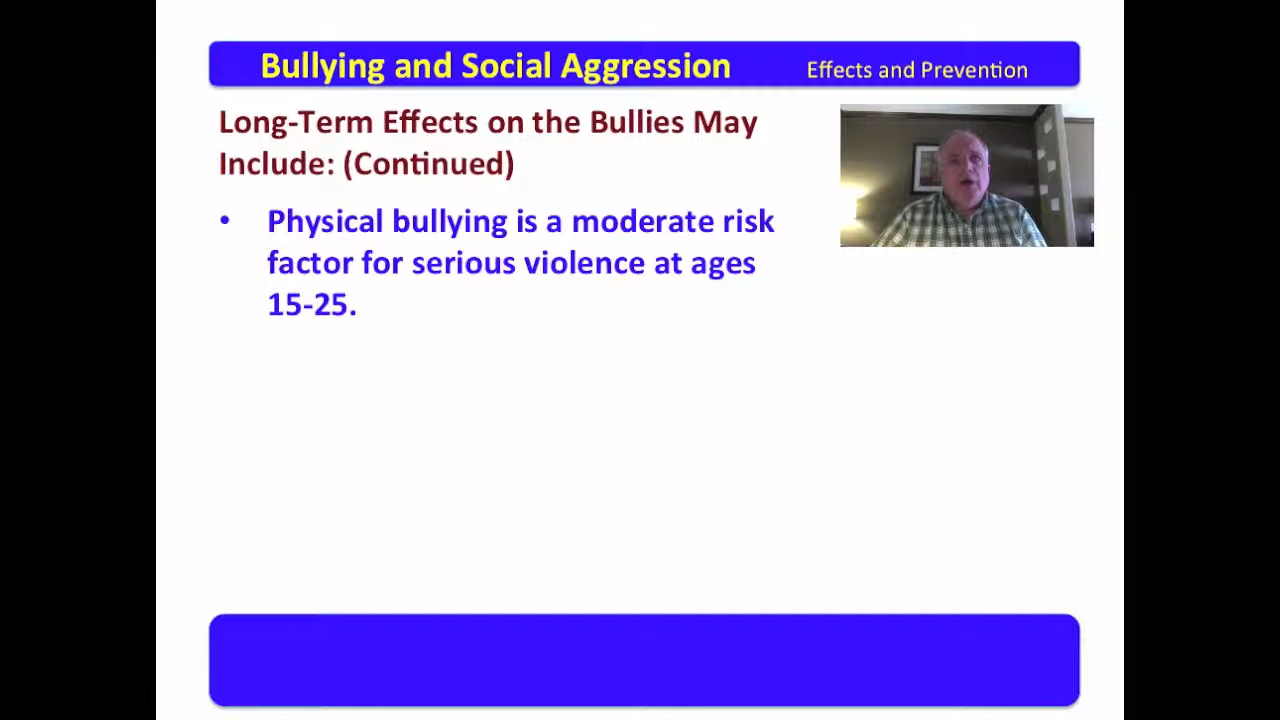 Bullying and Social Aggression Effects and Prevention
Long-Term Effects on the Bullies May
Include: (Continued)
• Physical bullying is a moderate risk
factor for serious violence at ages
15-25.